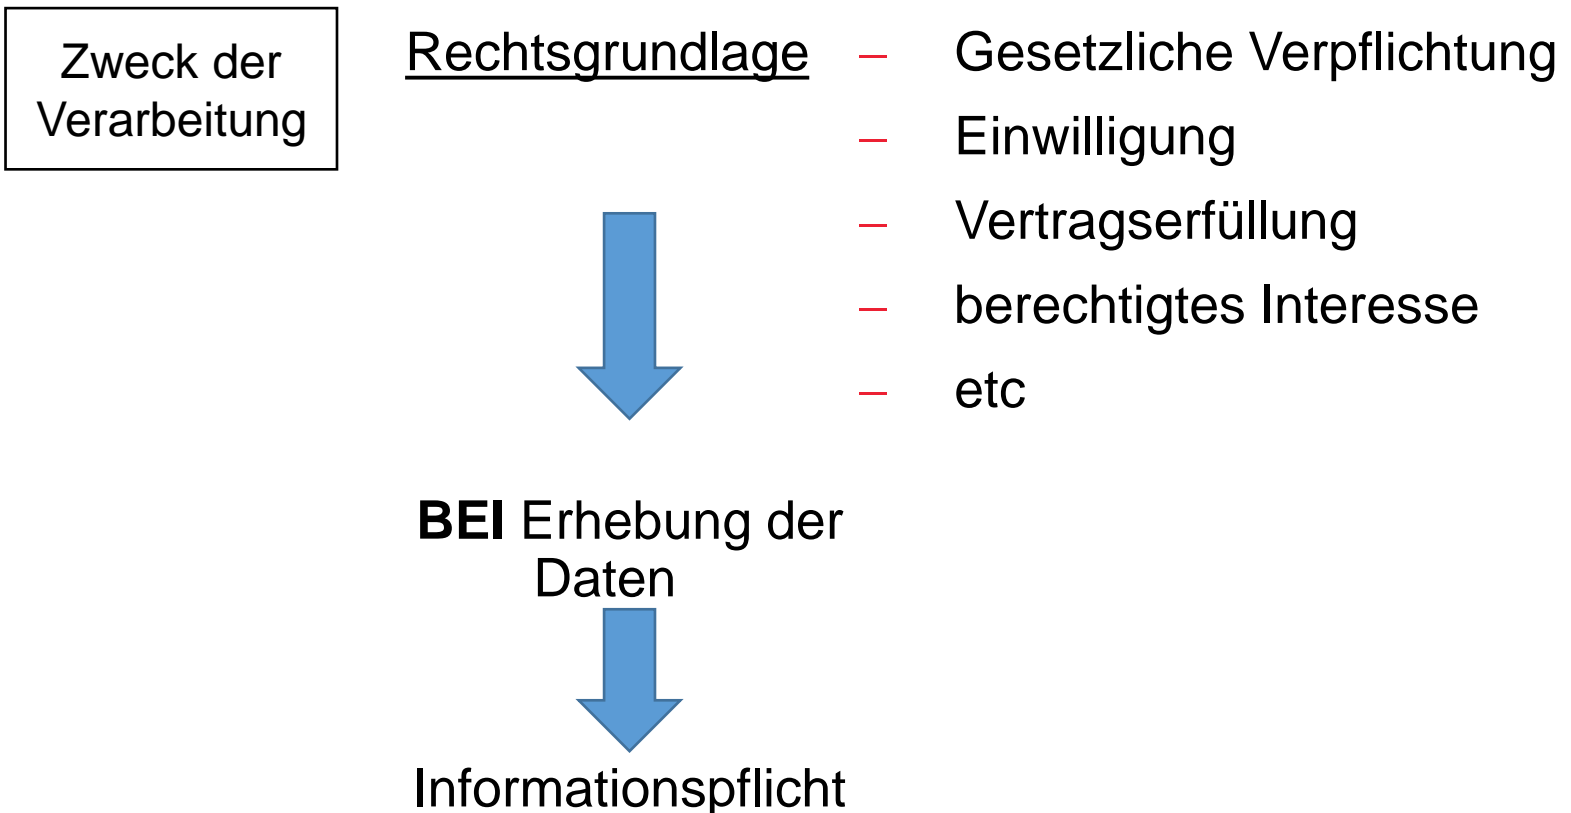 Zweck der
Verarbeitung
Rechtsgrundlage
– Gesetzliche Verpflichtung
– Einwilligung
– Vertragserfüllung
– berechtigtes Interesse
– etc
BEI Erhebung der
Daten
Informationspflicht